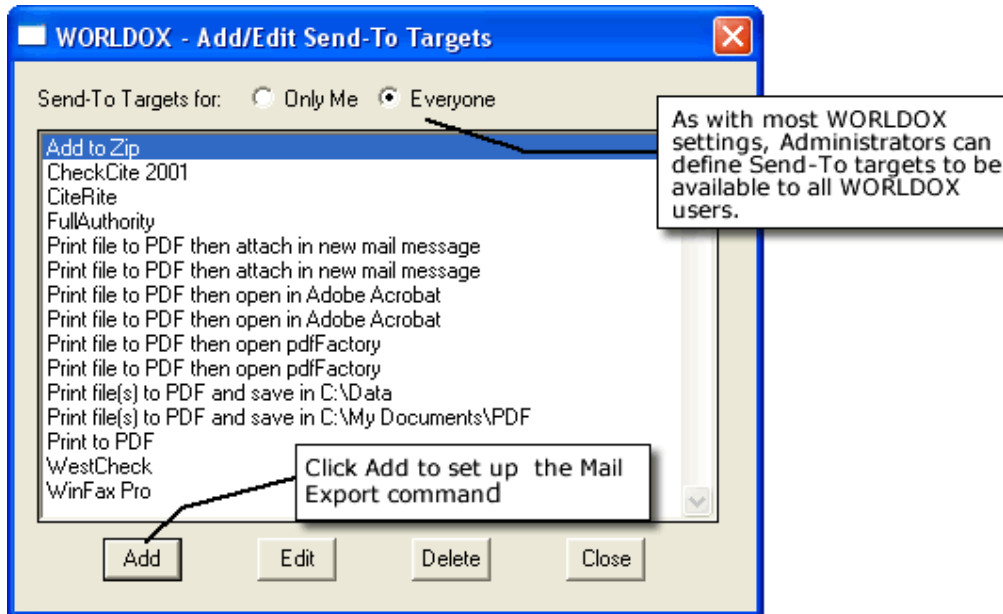 WORLDOX - Add/Edit Send-To Targets
Send-To Targets for: Only Me Everyone
As with most WORLDOX
settings, Administrators can
define Send-To targets to be
available to all WORLDOX
users.
Add to Zip
CheckCite 2001
CiteRite
FullAuthority
Print file to PDF then attach in new mail message
Print file to PDF then attach in new mail message
Print file to PDF then open in Adobe Acrobat
Print file to PDF then open in Adobe Acrobat
Print file to PDF then open pdfFactory
Print file to PDF then open pdfFactory
Print file(s) to PDF and save in C:\Data
Print file(s) to PDF and save in C:\My Documents\PDF
Print to PDF
WestCheck
WinFax Pro
Click Add to set up the Mail
Export command
Add Edit Delete Close